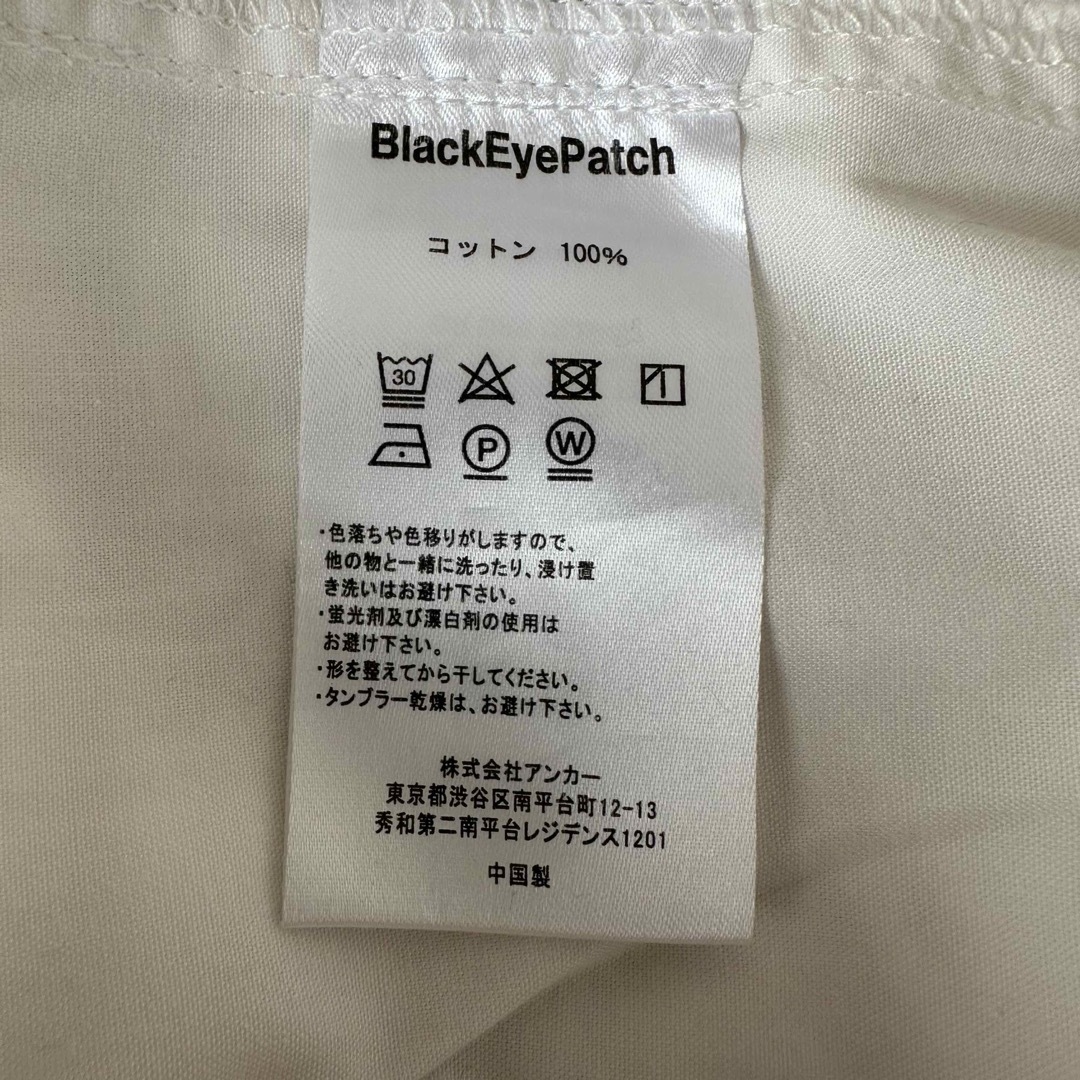 BlackEyePatch
コットン 100%
30
P W
・色落ちや色移りがしますので、
他の物と一緒に洗ったり、浸け置
き洗いはお避け下さい。
・蛍光剤及び漂白剤の使用は
お避け下さい。
・形を整えてから干してください。
・タンブラー乾燥は、お避け下さい。
株式会社アンカー
東京都渋谷区南平台町12-13
秀和第二南平台レジデンス1201
中国製